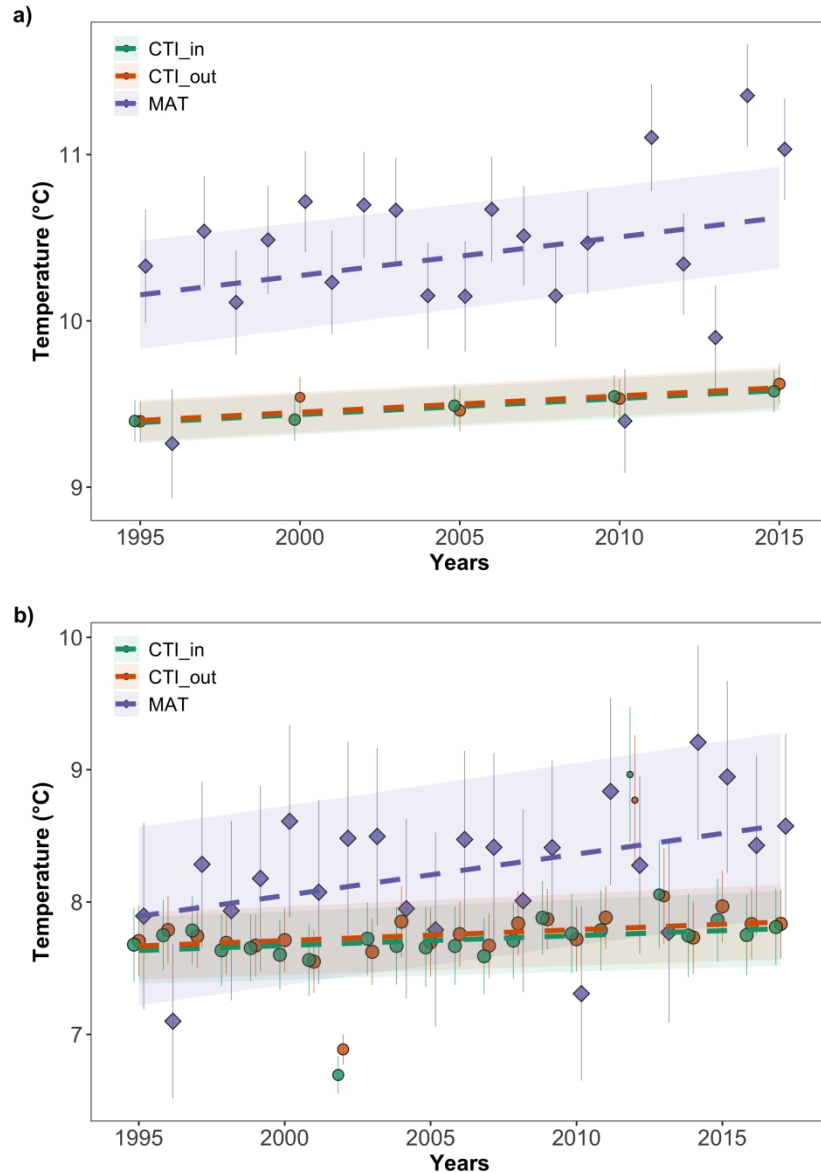 a)
CTI_in
CTI_out
MAT
11
10
9
Temperature (°C)
1995 2000 2005 2010 2015
Years
b)
CTI_in
CTI_out
MAT
10
9
8
7
Temperature (°C)
1995 2000 2005 2010 2015
Years